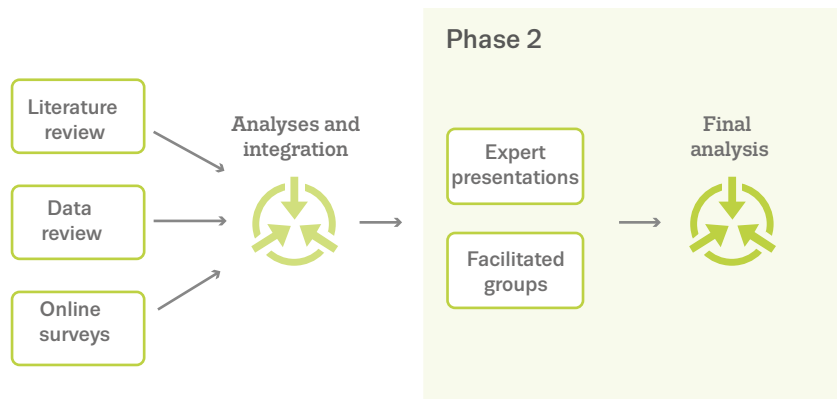 Literature
review
Data
review
Online
surveys
Analyses and
integration
Phase 2
Expert
presentations
Facilitated
groups
Final
analysis